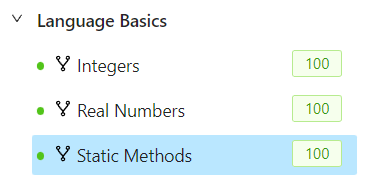 Language Basics
Integers 100
Real Numbers 100
Static Methods 100